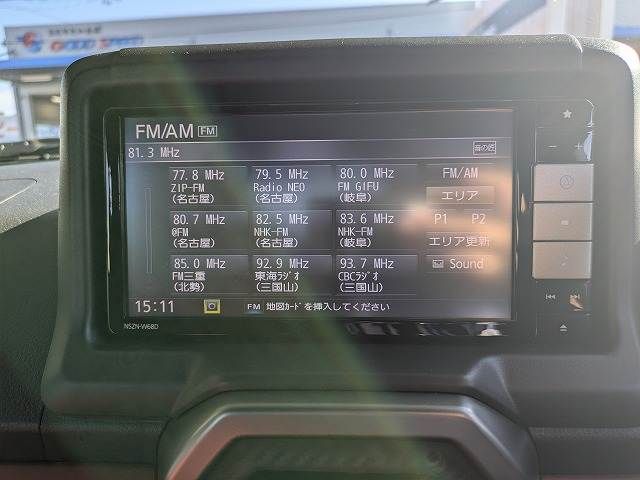 FM/AM FM
81.3 MHz 音の匠
77.8 MHz
ZIP-FM
(名古屋)
79.5 MHz
Radio NEO
(名古屋)
80.0 MHz
FM GIFU
(岐阜)
FM/AM
エリア
80.7 MHz
@FM
(名古屋)
82.5 MHz
NHK-FM
(名古屋)
83.6 MHz
NHK-FM
(岐阜)
P1 P2
エリア更新
85.0 MHz
FM三重
(北勢)
92.9 MHz
東海ラジオ
(三国山)
93.7 MHz
CBCラジオ
(三国山)
Sound
15:11 FM 地図カードを挿入してください
NSZN-W68D